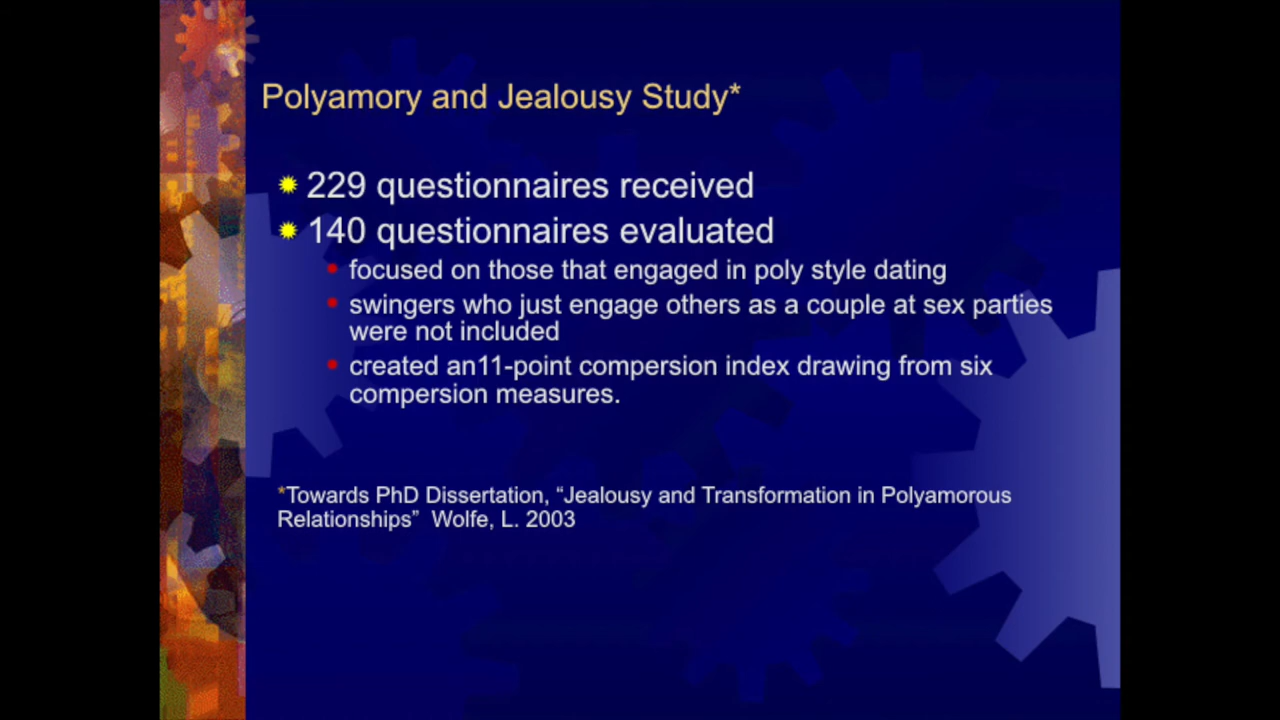 Polyamory and Jealousy Study*
229 questionnaires received
140 questionnaires evaluated
focused on those that engaged in poly style dating
swingers who just engage others as a couple at sex parties
were not included
created an11-point compersion index drawing from six
compersion measures.
*Towards PhD Dissertation, “Jealousy and Transformation in Polyamorous
Relationships” Wolfe, L. 2003